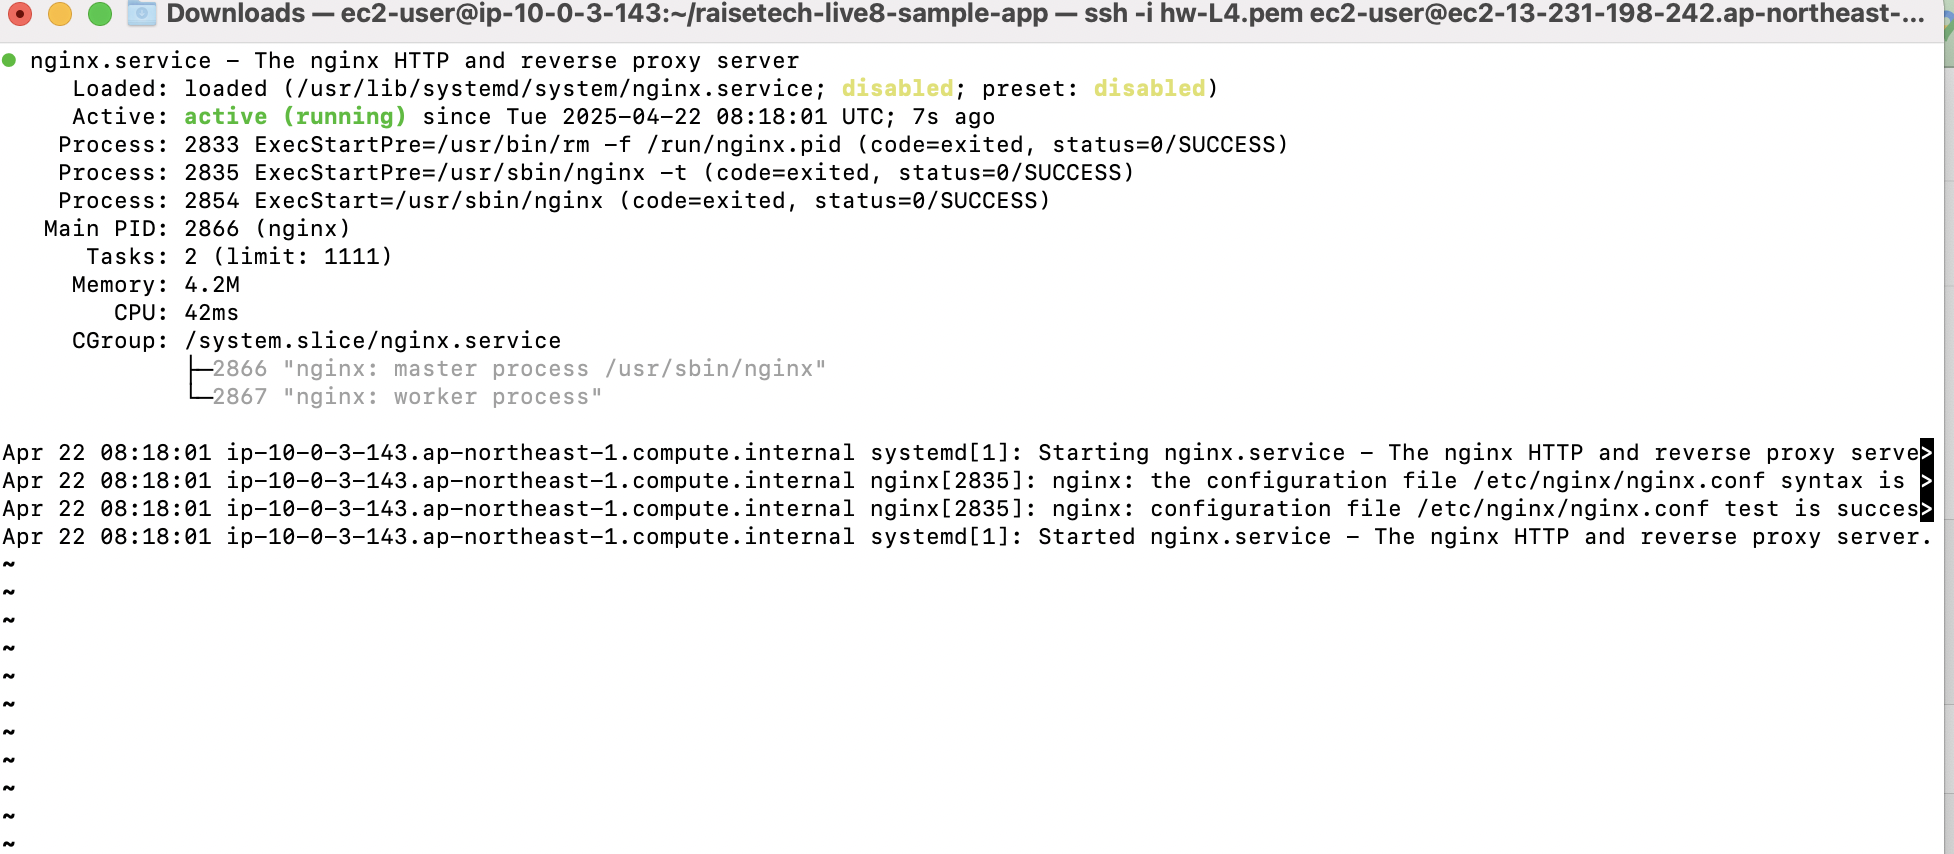 Downloads — ec2-user@ip-10-0-3-143:~/raisetech-live8-sample-app — ssh -i hw-L4.pem ec2-user@ec2-13-231-198-242.ap-northeast-...
● nginx.service - The nginx HTTP and reverse proxy server
     Loaded: loaded (/usr/lib/systemd/system/nginx.service; disabled; preset: disabled)
     Active: active (running) since Tue 2025-04-22 08:18:01 UTC; 7s ago
    Process: 2833 ExecStartPre=/usr/bin/rm -f /run/nginx.pid (code=exited, status=0/SUCCESS)
    Process: 2835 ExecStartPre=/usr/sbin/nginx -t (code=exited, status=0/SUCCESS)
    Process: 2854 ExecStart=/usr/sbin/nginx (code=exited, status=0/SUCCESS)
   Main PID: 2866 (nginx)
      Tasks: 2 (limit: 1111)
     Memory: 4.2M
        CPU: 42ms
     CGroup: /system.slice/nginx.service
             ├─2866 "nginx: master process /usr/sbin/nginx"
             └─2867 "nginx: worker process"
Apr 22 08:18:01 ip-10-0-3-143.ap-northeast-1.compute.internal systemd[1]: Starting nginx.service - The nginx HTTP and reverse proxy serve>
Apr 22 08:18:01 ip-10-0-3-143.ap-northeast-1.compute.internal nginx[2835]: nginx: the configuration file /etc/nginx/nginx.conf syntax is >
Apr 22 08:18:01 ip-10-0-3-143.ap-northeast-1.compute.internal nginx[2835]: nginx: configuration file /etc/nginx/nginx.conf test is succes>
Apr 22 08:18:01 ip-10-0-3-143.ap-northeast-1.compute.internal systemd[1]: Started nginx.service - The nginx HTTP and reverse proxy server.
~
~
~
~
~
~
~
~
~
~
~